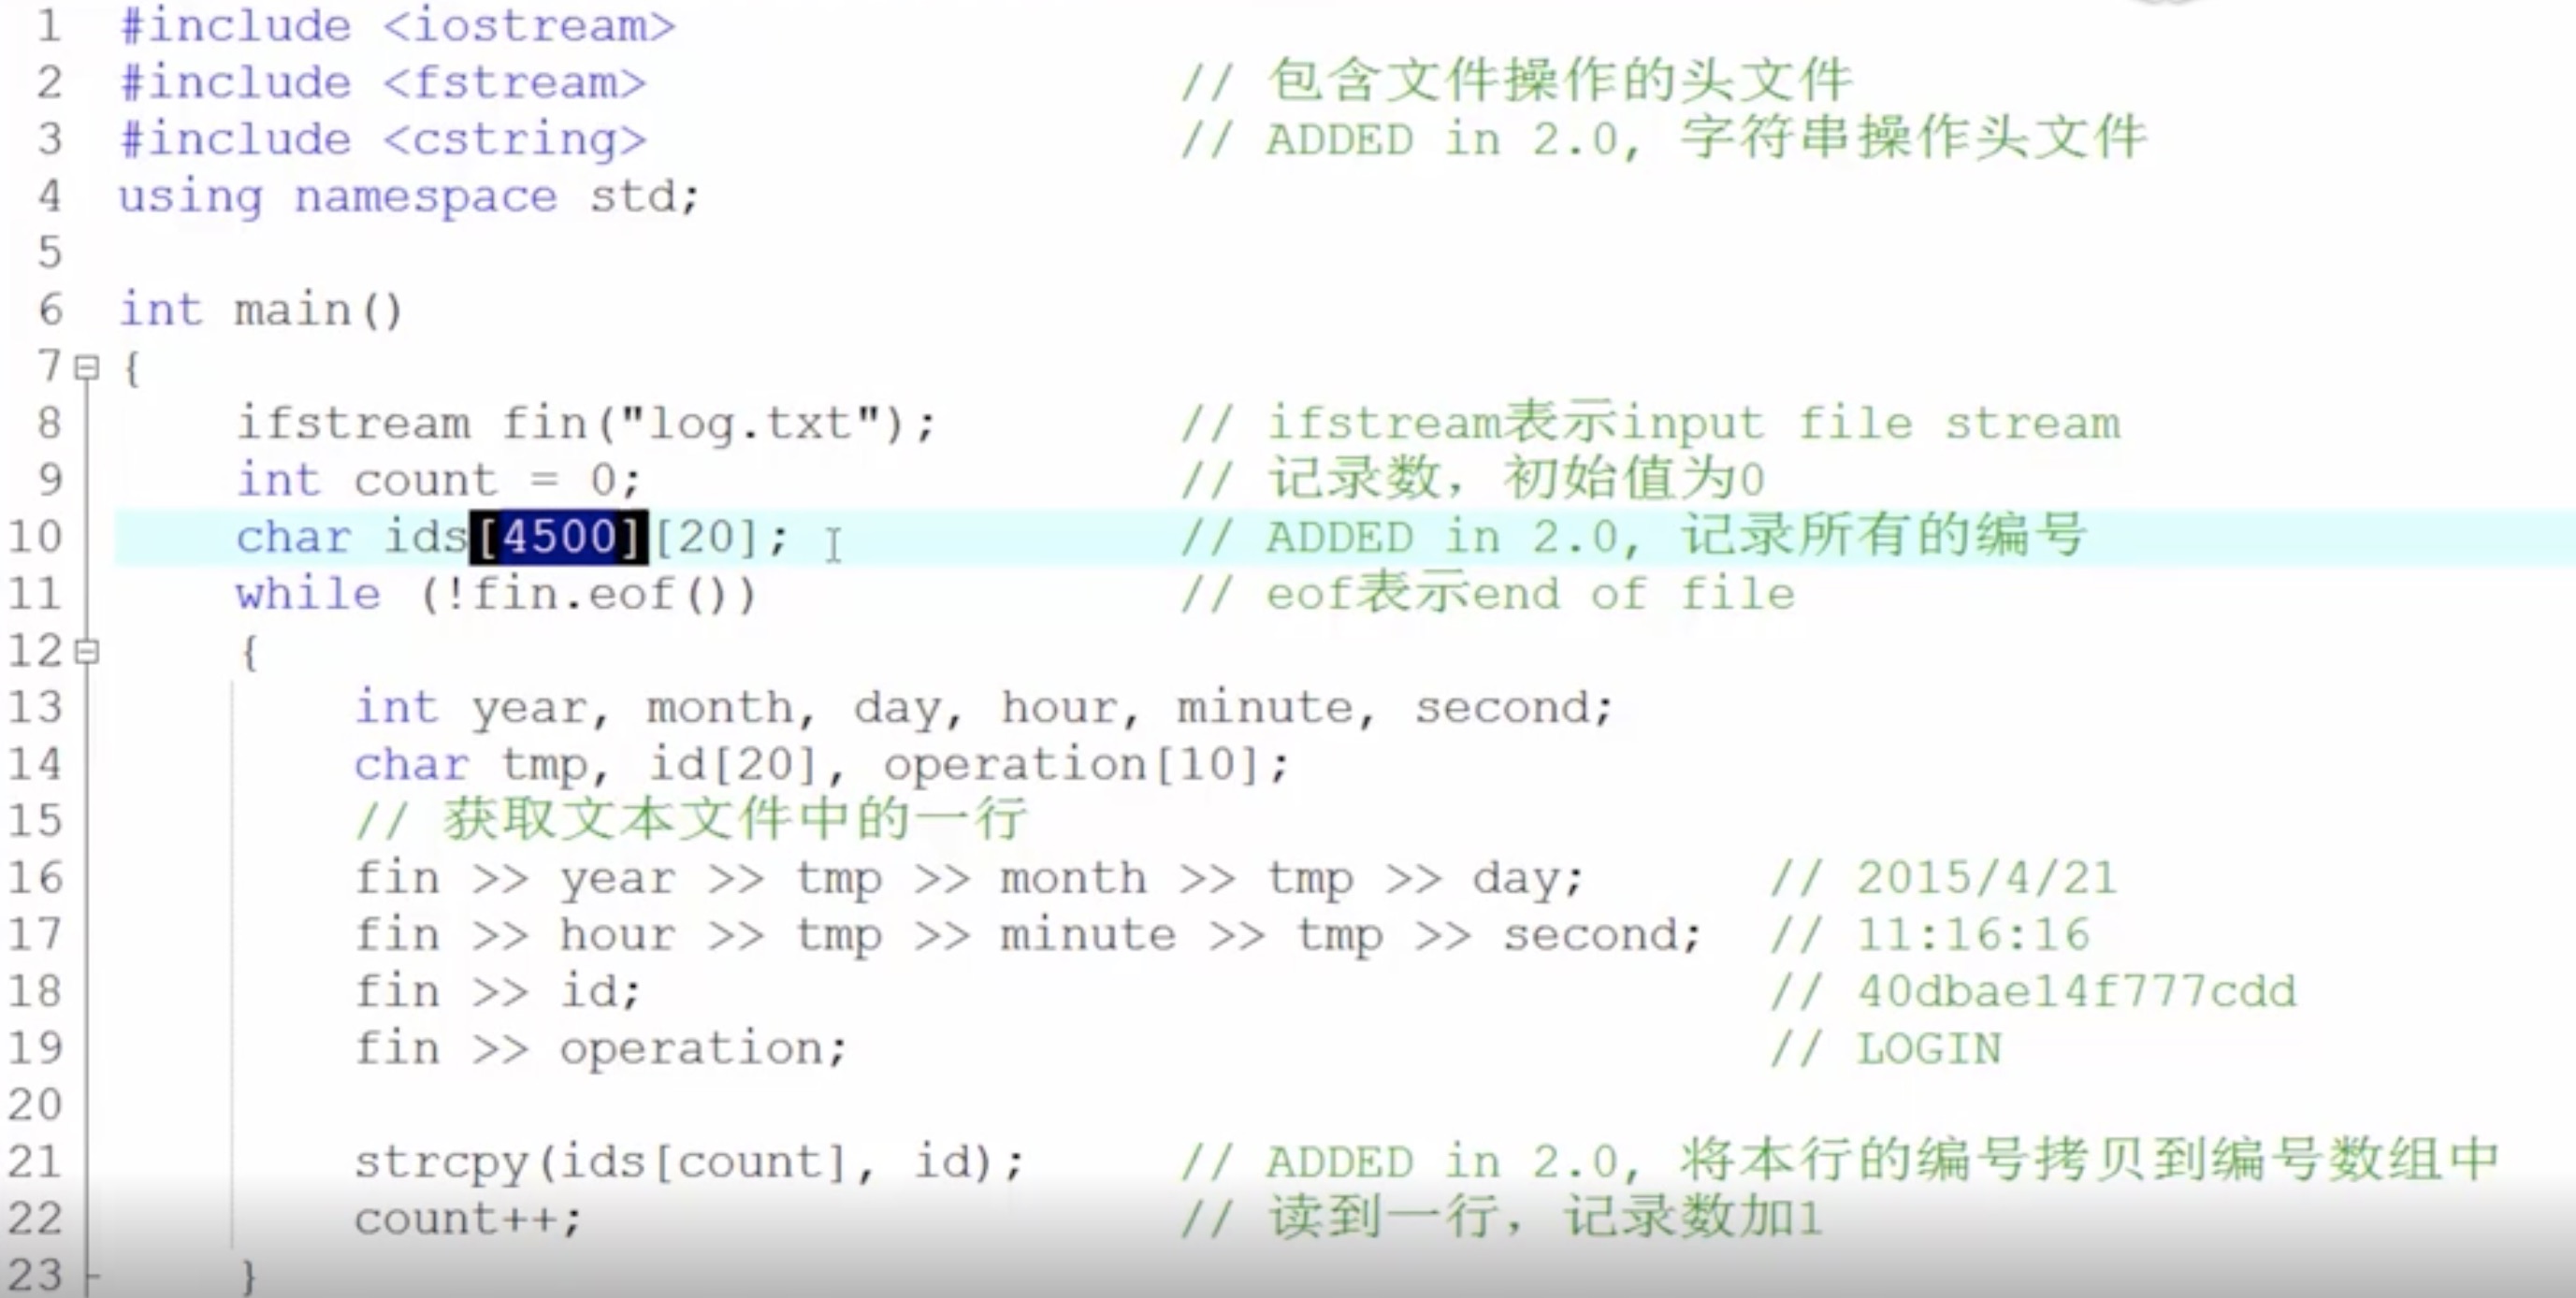 1 #include <iostream>
2 #include <fstream> // 包含文件操作的头文件
3 #include <cstring> // ADDED in 2.0, 字符串操作头文件
4 using namespace std;
5
6 int main()
7 {
8 ifstream fin("log.txt"); // ifstream表示input file stream
9 int count = 0; // 记录数，初始值为0
10 char ids[4500][20]; // ADDED in 2.0, 记录所有的编号
11 while (!fin.eof()) // eof表示end of file
12 {
13 int year, month, day, hour, minute, second;
14 char tmp, id[20], operation[10];
15 // 获取文本文件中的一行
16 fin >> year >> tmp >> month >> tmp >> day; // 2015/4/21
17 fin >> hour >> tmp >> minute >> tmp >> second; // 11:16:16
18 fin >> id; // 40dbae14f777cdd
19 fin >> operation; // LOGIN
20
21 strcpy(ids[count], id); // ADDED in 2.0, 将本行的编号拷贝到编号数组中
22 count++; // 读到一行，记录数加1
23 }